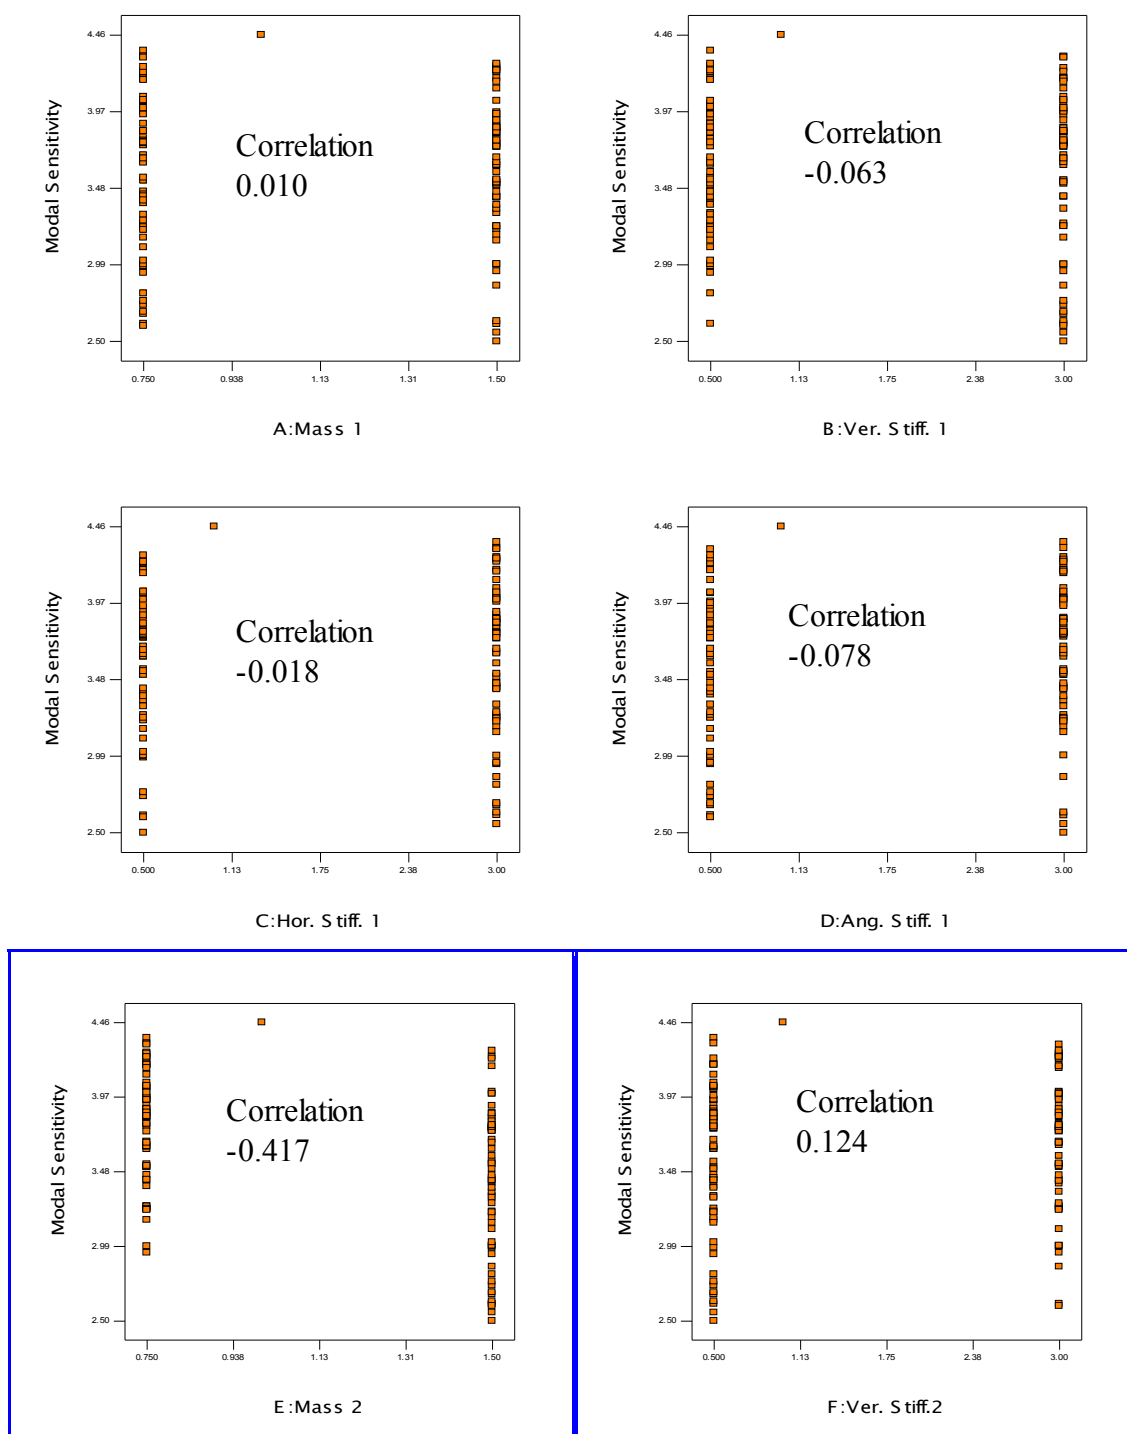 4.46
3.97
3.48
2.99
2.50
Modal Sensitivity
Correlation
0.010
0.750 0.938 1.13 1.31 1.50
A:Mass 1
4.46
3.97
3.48
2.99
2.50
Modal Sensitivity
Correlation
-0.063
0.500 1.13 1.75 2.38 3.00
B:Ver. Stiff. 1
4.46
3.97
3.48
2.99
2.50
Modal Sensitivity
Correlation
-0.018
0.500 1.13 1.75 2.38 3.00
C:Hor. Stiff. 1
4.46
3.97
3.48
2.99
2.50
Modal Sensitivity
Correlation
-0.078
0.500 1.13 1.75 2.38 3.00
D:Ang. Stiff. 1
4.46
3.97
3.48
2.99
2.50
Modal Sensitivity
Correlation
-0.417
0.750 0.938 1.13 1.31 1.50
E:Mass 2
4.46
3.97
3.48
2.99
2.50
Modal Sensitivity
Correlation
0.124
0.500 1.13 1.75 2.38 3.00
F:Ver. Stiff.2